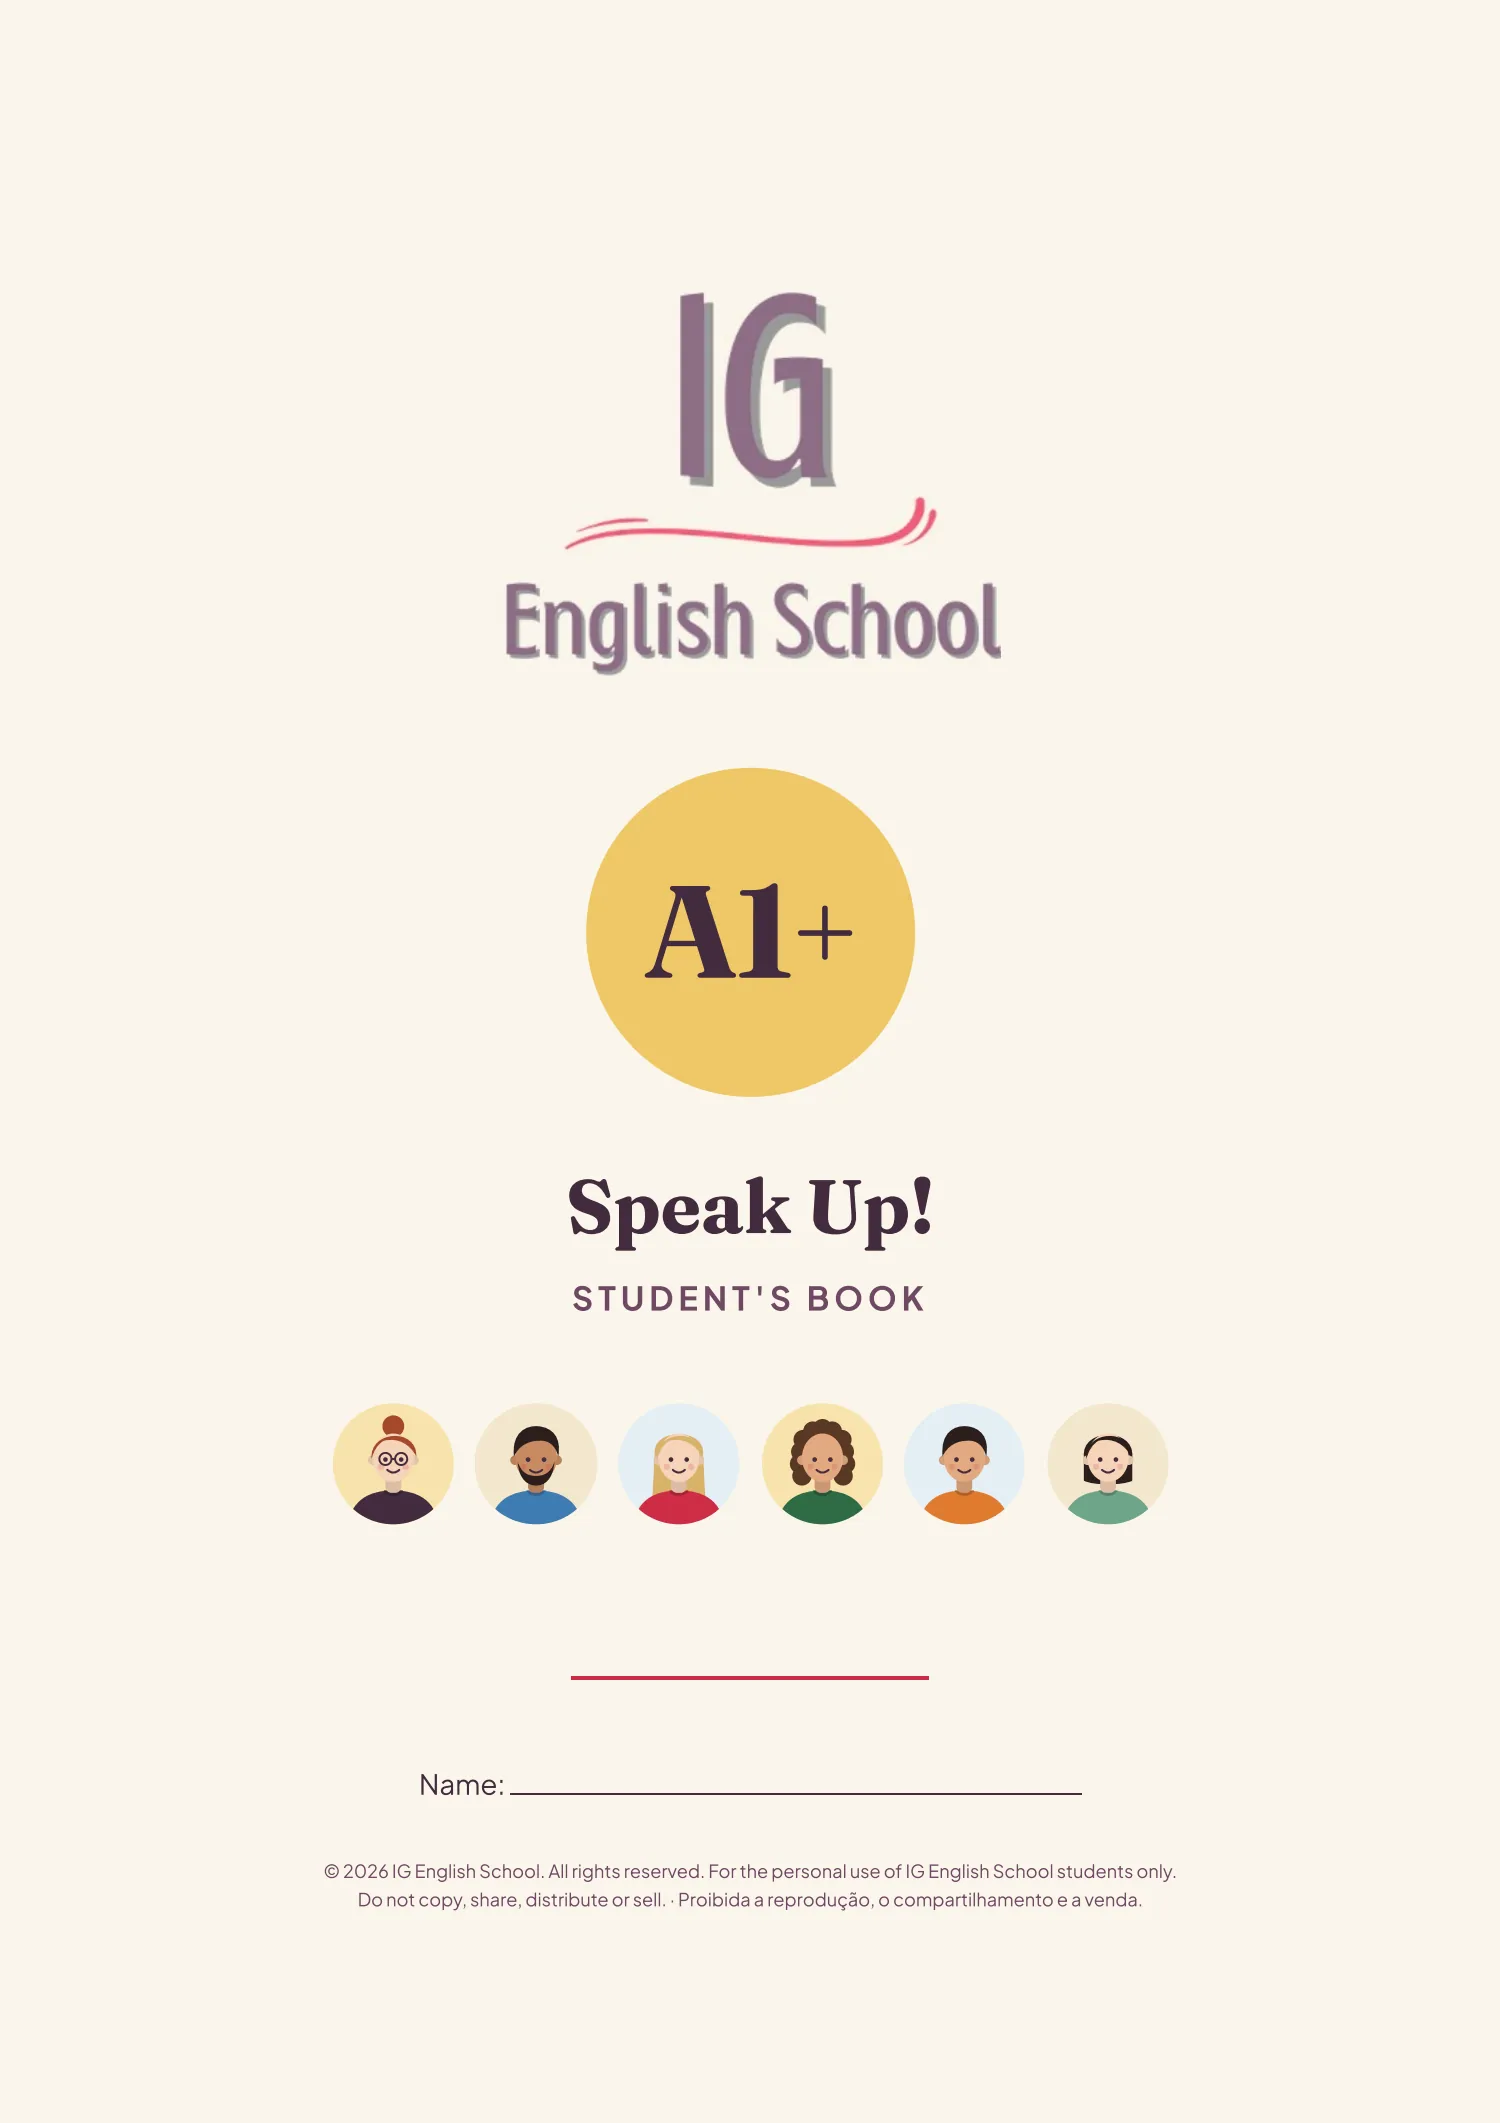 IG
English School
A1+
Speak Up!
STUDENT'S BOOK
Name:
© 2026 IG English School. All rights reserved. For the personal use of IG English School students only.
Do not copy, share, distribute or sell. · Proibida a reprodução, o compartilhamento e a venda.